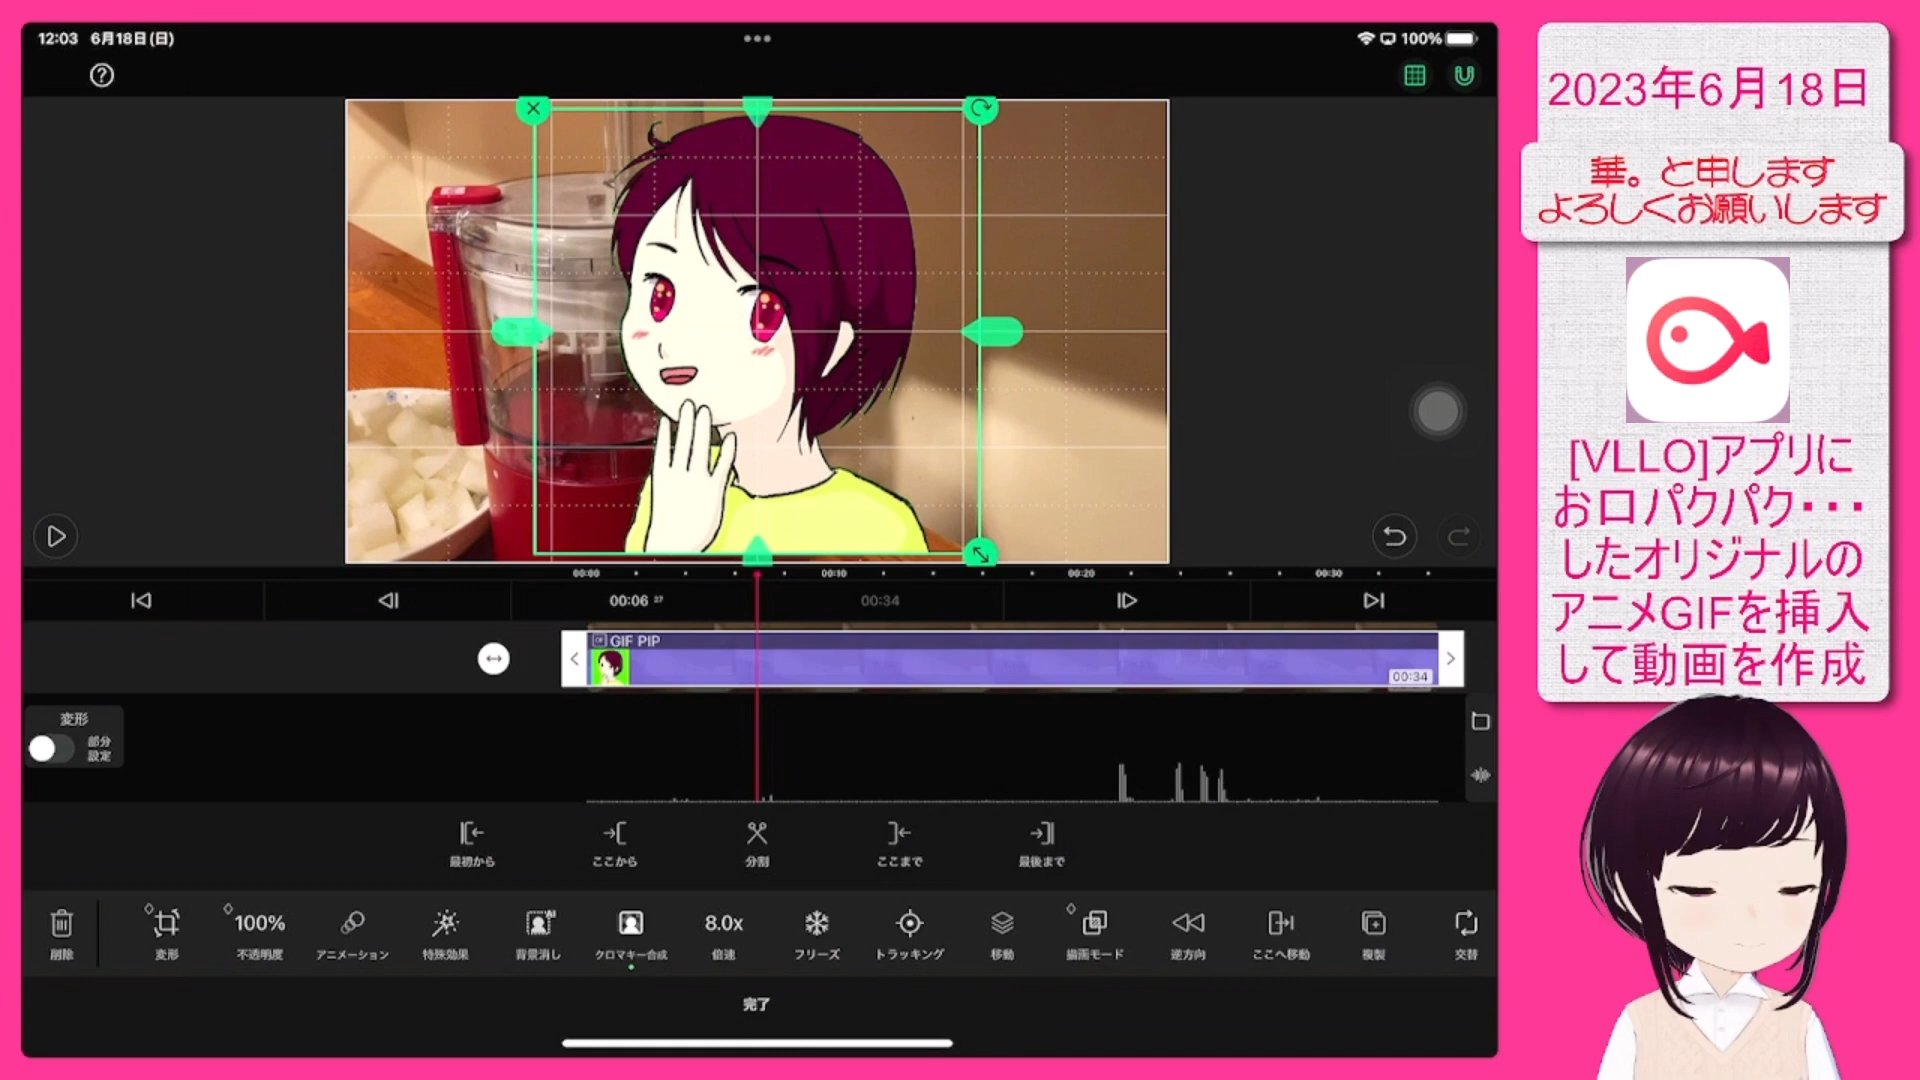 12:03 6月18日(日)
100%
00:00
00:10
00:20
00:30
00:06 27
00:34
GIF PIP
00:34
変形
部分
設定
最初から
ここから
分割
ここまで
最後まで
削除
変形
100%
不透明度
アニメーション
特殊効果
背景消し
クロマキー合成
8.0x
倍速
フリーズ
トラッキング
移動
描画モード
逆方向
ここへ移動
複製
交替
完了
2023年6月18日
華。と申します
よろしくお願いします
[VLLO]アプリに
お口パクパク・・・
したオリジナルの
アニメGIFを挿入
して動画を作成